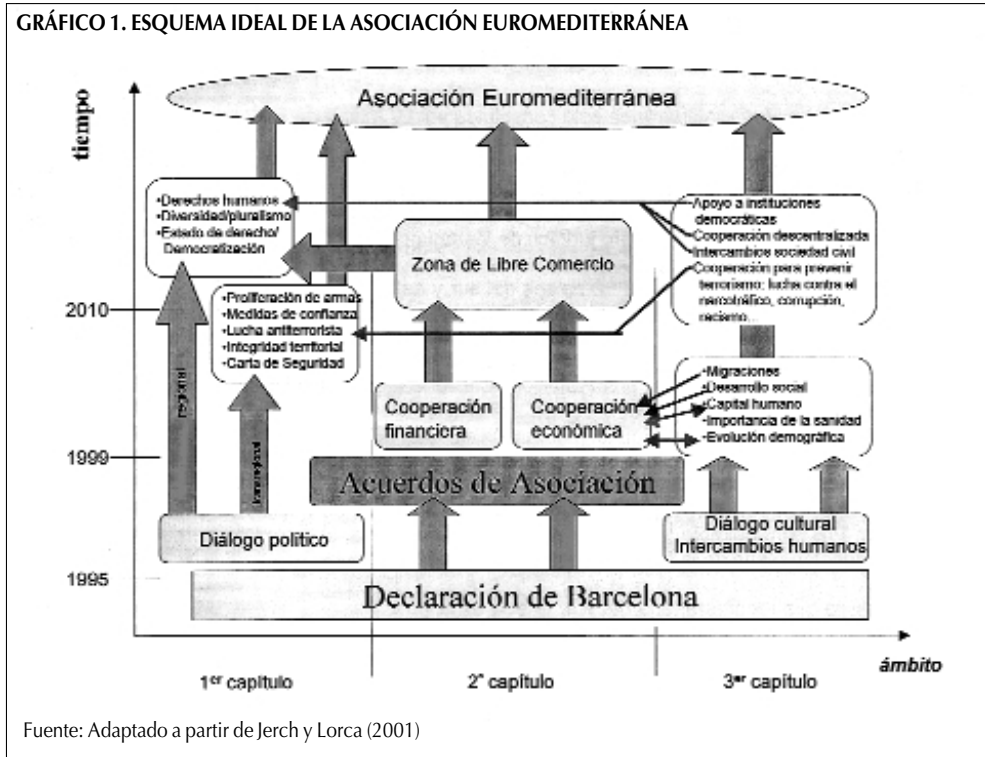 GRÁFICO 1. ESQUEMA IDEAL DE LA ASOCIACIÓN EUROMEDITERRÁNEA
Asociación Euromediterránea
tiempo
•Derechos humanos
•Diversidad/pluralismo
•Estado de derecho/
Democratización
Zona de Libre Comercio
•Apoyo a instituciones
democráticas
•Cooperación descentralizada
•Intercambios sociedad civil
•Cooperación para prevenir
terrorismo; lucha contra el
narcotráfico, corrupción,
racismo...
2010
•Proliferación de armas
•Medidas de confianza
•Lucha antiterrorista
•Integridad territorial
•Carta de Seguridad
regional
Cooperación
financiera
Cooperación
económica
•Migraciones
•Desarrollo social
•Capital humano
•Importancia de la sanidad
•Evolución demográfica
1999
Acuerdos de Asociación
Diálogo político
Diálogo cultural
Intercambios humanos
1995
Declaración de Barcelona
ámbito
1er capítulo
2° capítulo
3er capítulo
Fuente: Adaptado a partir de Jerch y Lorca (2001)